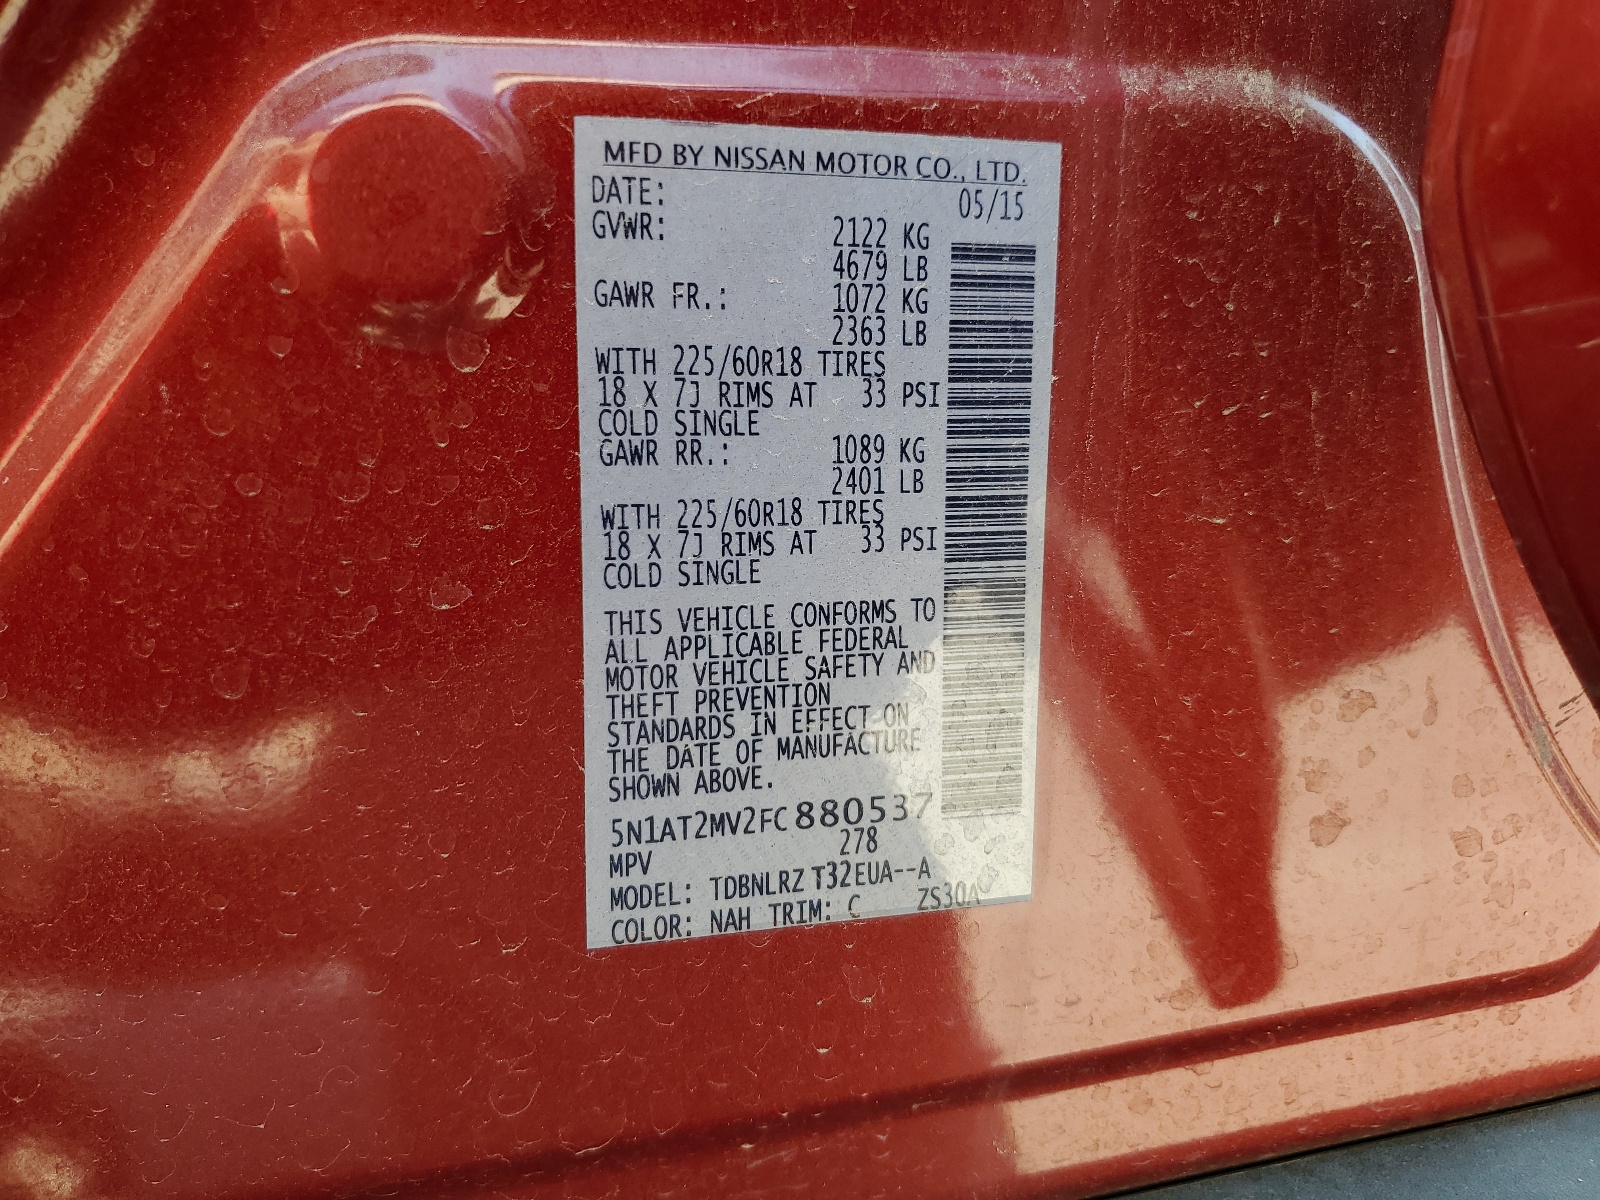 MFD BY NISSAN MOTOR CO., LTD.
DATE: 05/15
GVWR: 2122 KG
4679 LB
GAWR FR.: 1072 KG
2363 LB
WITH 225/60R18 TIRES
18 X 7J RIMS AT 33 PSI
COLD SINGLE
GAWR RR.: 1089 KG
2401 LB
WITH 225/60R18 TIRES
18 X 7J RIMS AT 33 PSI
COLD SINGLE
THIS VEHICLE CONFORMS TO
ALL APPLICABLE FEDERAL
MOTOR VEHICLE SAFETY AND
THEFT PREVENTION
STANDARDS IN EFFECT ON
THE DATE OF MANUFACTURE
SHOWN ABOVE.
5N1AT2MV2FC880537
MPV 278
MODEL: TDBNLRZ T32EUA--A
COLOR: NAH TRIM: C ZS30A